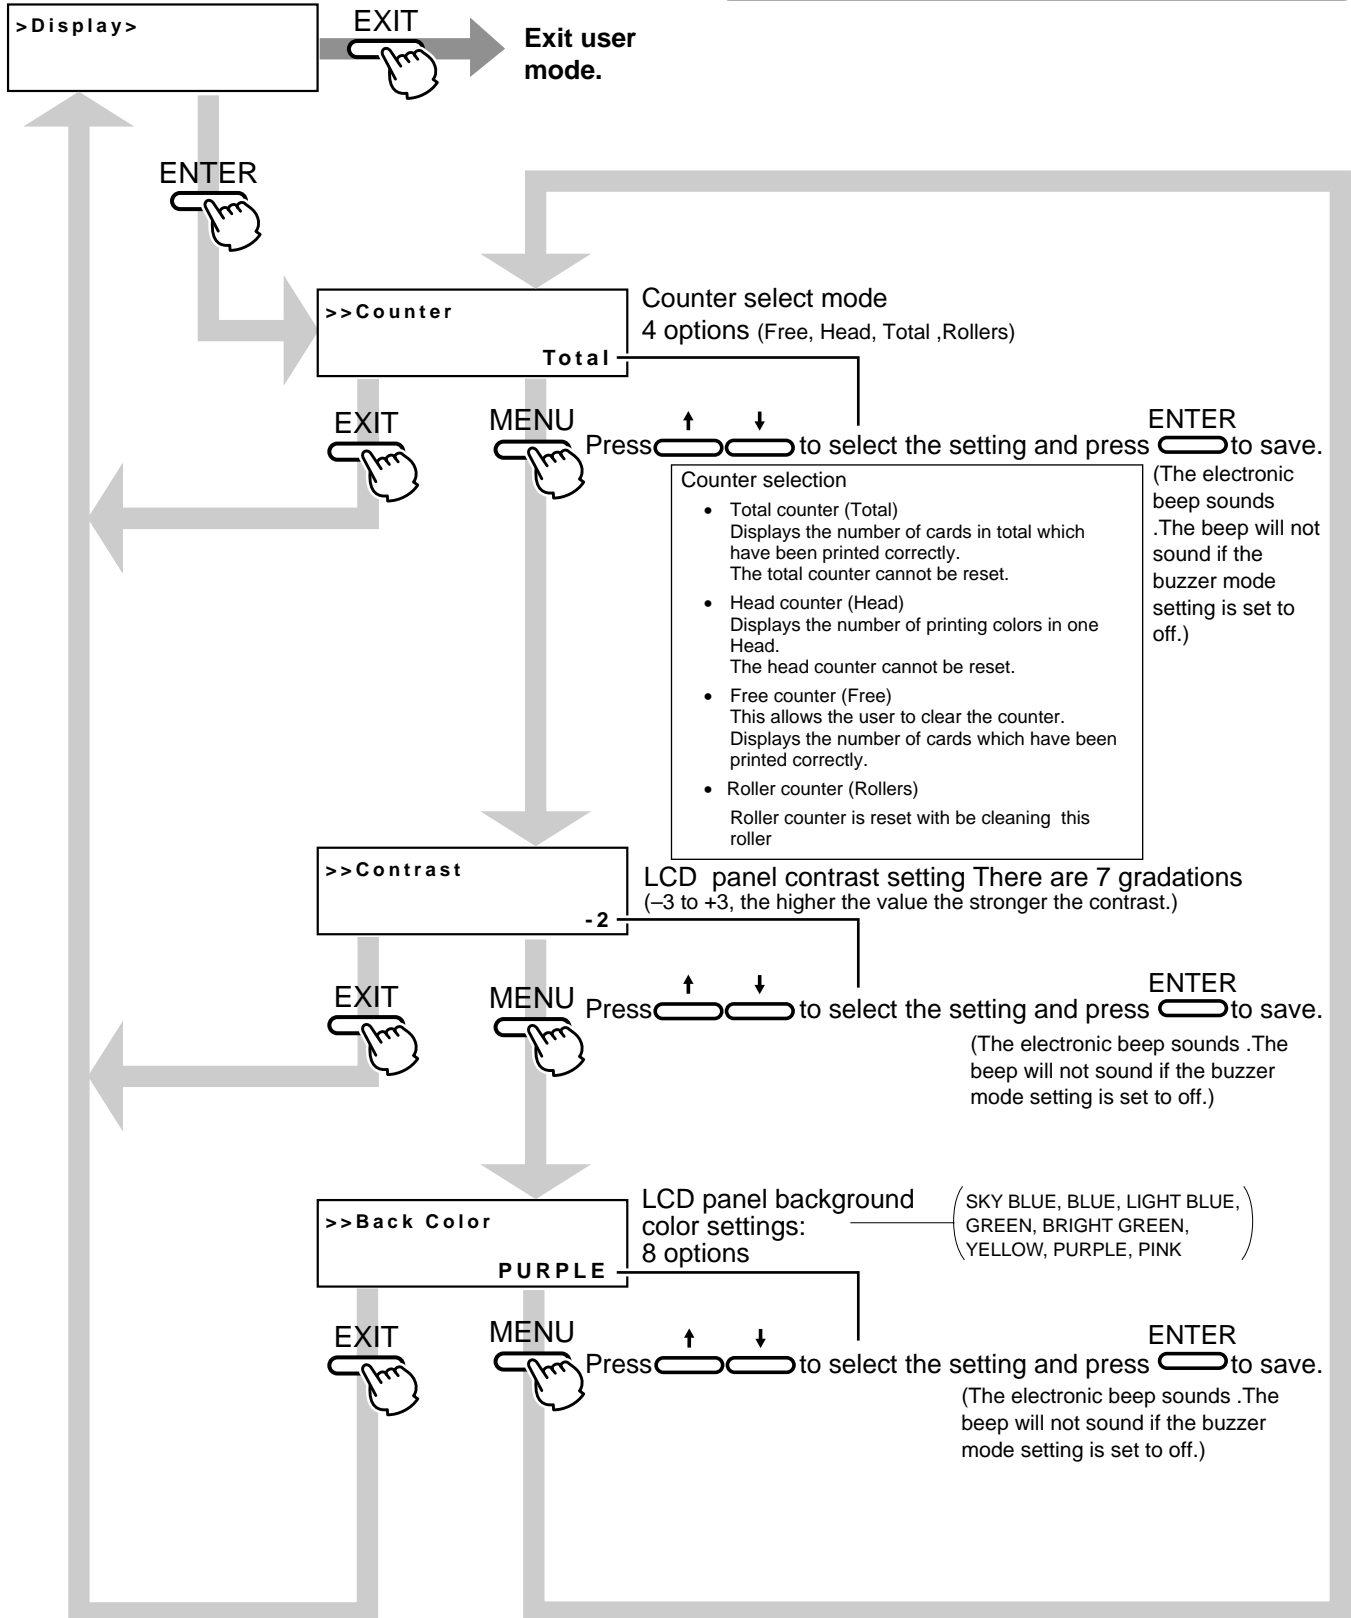 >Display>
EXIT
Exit user
mode.
ENTER
>>Counter
Total
Counter select mode
4 options (Free, Head, Total ,Rollers)
EXIT
MENU
Press to select the setting and press ENTER to save.
(The electronic
beep sounds
.The beep will not
sound if the
buzzer mode
setting is set to
off.)
Counter selection
• Total counter (Total)
Displays the number of cards in total which
have been printed correctly.
The total counter cannot be reset.
• Head counter (Head)
Displays the number of printing colors in one
Head.
The head counter cannot be reset.
• Free counter (Free)
This allows the user to clear the counter.
Displays the number of cards which have been
printed correctly.
• Roller counter (Rollers)
Roller counter is reset with be cleaning this
roller
>>Contrast
-2
LCD panel contrast setting There are 7 gradations
(–3 to +3, the higher the value the stronger the contrast.)
EXIT
MENU
Press to select the setting and press ENTER to save.
(The electronic beep sounds .The
beep will not sound if the buzzer
mode setting is set to off.)
>>Back Color
PURPLE
LCD panel background
color settings:
8 options
SKY BLUE, BLUE, LIGHT BLUE,
GREEN, BRIGHT GREEN,
YELLOW, PURPLE, PINK
EXIT
MENU
Press to select the setting and press ENTER to save.
(The electronic beep sounds .The
beep will not sound if the buzzer
mode setting is set to off.)